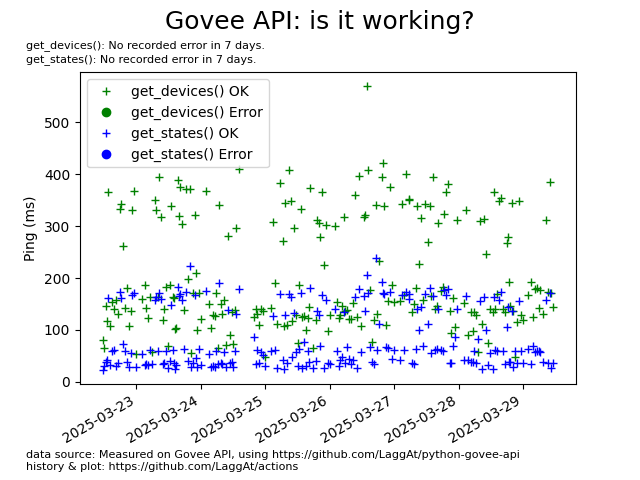 Govee API: is it working?
get_devices(): No recorded error in 7 days.
get_states(): No recorded error in 7 days.
get_devices() OK
get_devices() Error
get_states() OK
get_states() Error
Ping (ms)
500
400
300
200
100
0
2025-03-23
2025-03-24
2025-03-25
2025-03-26
2025-03-27
2025-03-28
2025-03-29
data source: Measured on Govee API, using https://github.com/LaggAt/python-govee-api
history & plot: https://github.com/LaggAt/actions